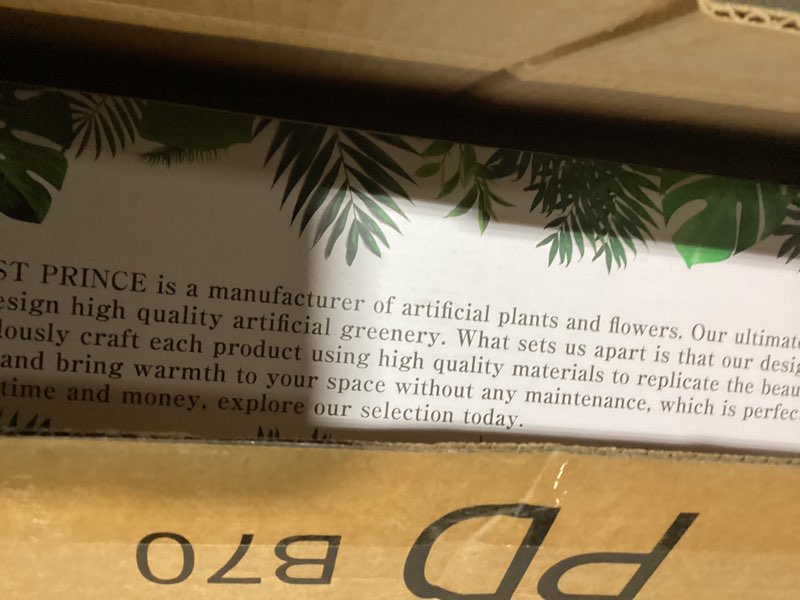 ST PRINCE is a manufacturer of artificial plants and flowers. Our ultimate
esign high quality artificial greenery. What sets us apart is that our desig
lously craft each product using high quality materials to replicate the beau
and bring warmth to your space without any maintenance, which is perfec
time and money, explore our selection today.
PD B70